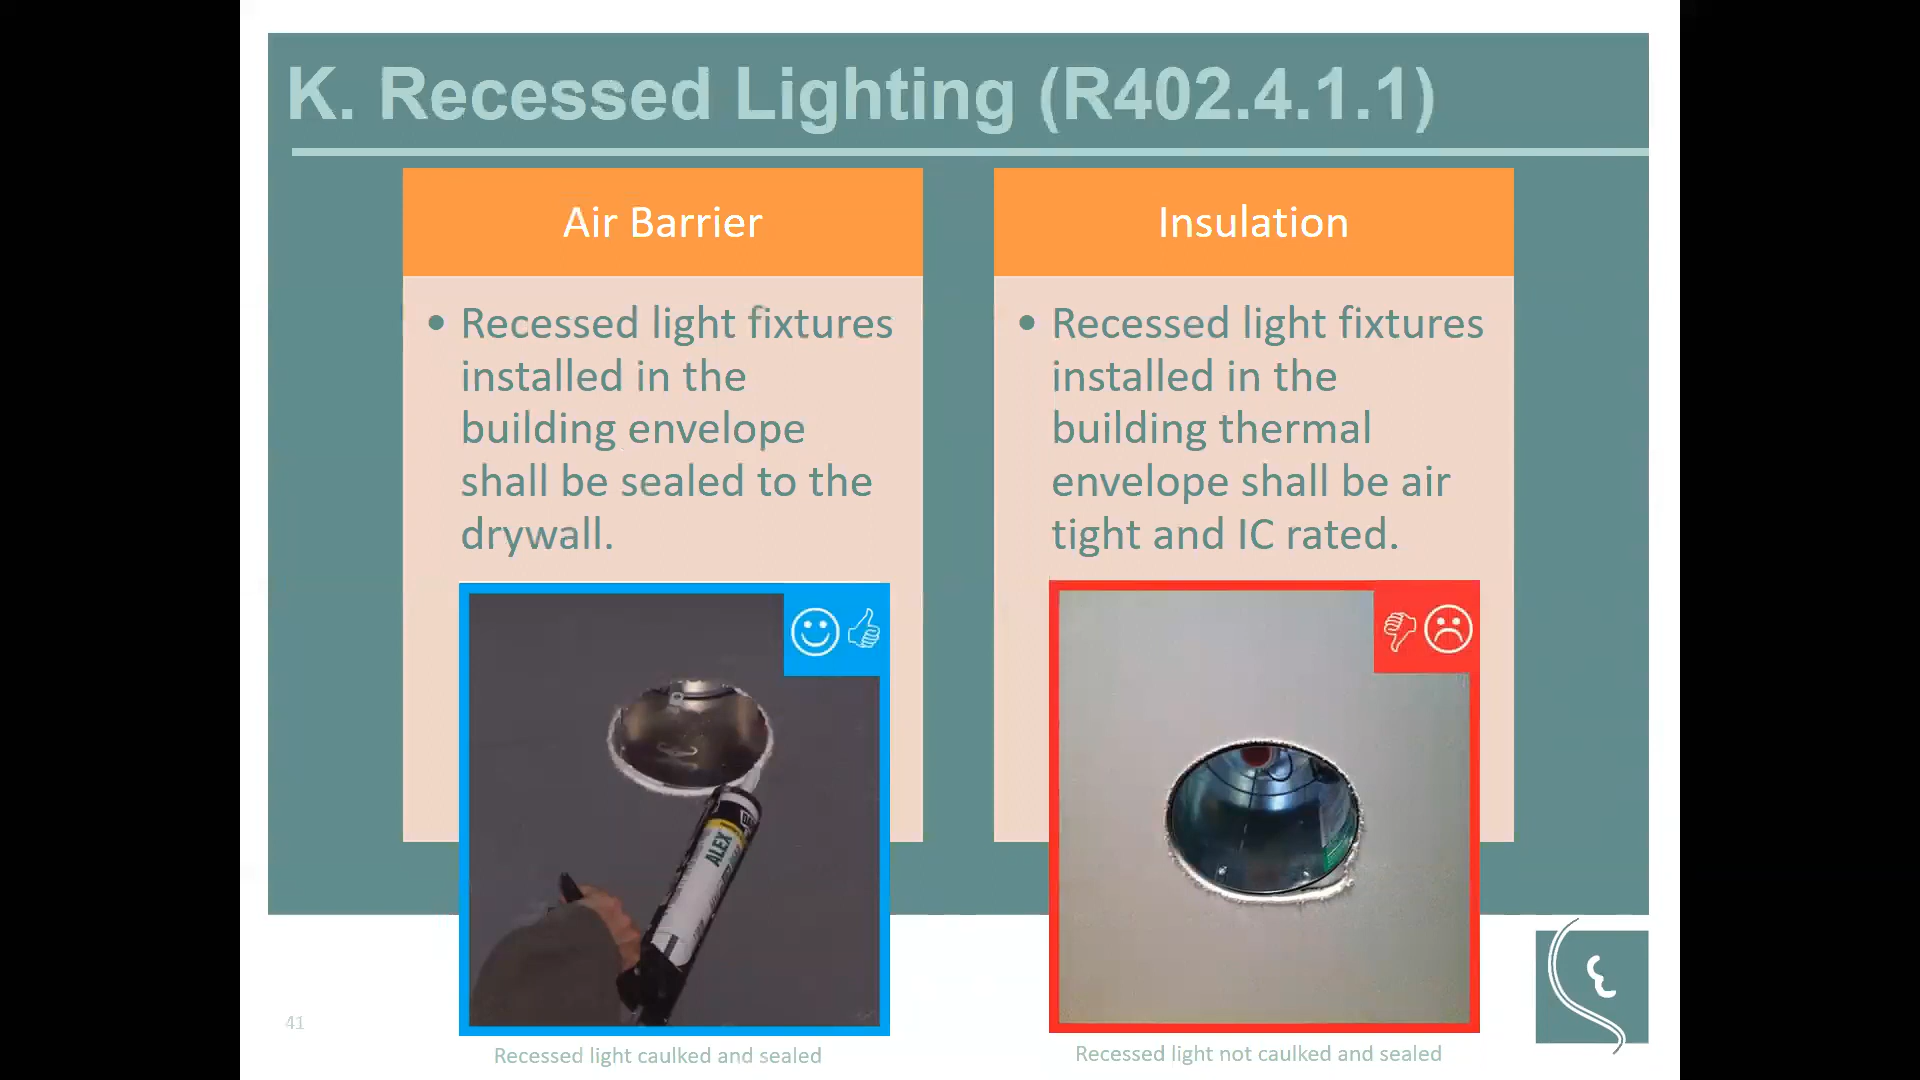 K. Recessed Lighting (R402.4.1.1)
Air Barrier
• Recessed light fixtures
installed in the
building envelope
shall be sealed to the
drywall.
ALEX
Recessed light caulked and sealed
Insulation
• Recessed light fixtures
installed in the
building thermal
envelope shall be air
tight and IC rated.
Recessed light not caulked and sealed
41